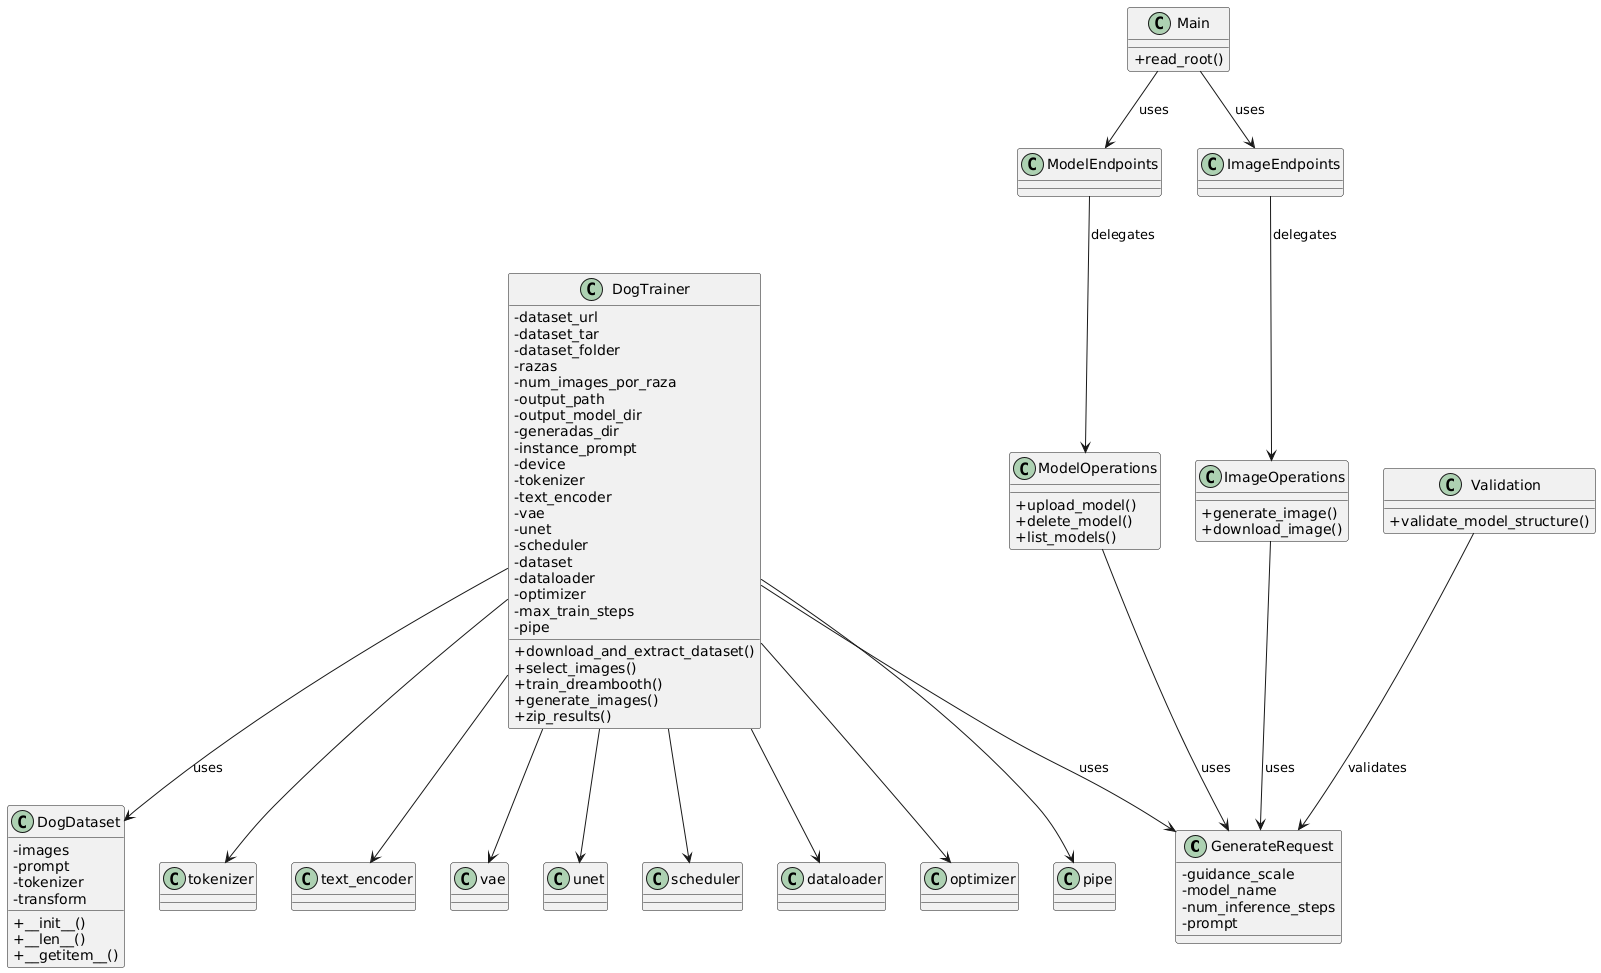 C Main
+read_root()
uses
uses
C ModelEndpoints
C ImageEndpoints
delegates
delegates
C DogTrainer
-dataset_url
-dataset_tar
-dataset_folder
-razas
-num_images_por_raza
-output_path
-output_model_dir
-generadas_dir
-instance_prompt
-device
-tokenizer
-text_encoder
-vae
-unet
-scheduler
-dataset
-dataloader
-optimizer
-max_train_steps
-pipe
+download_and_extract_dataset()
+select_images()
+train_dreambooth()
+generate_images()
+zip_results()
C ModelOperations
+upload_model()
+delete_model()
+list_models()
C ImageOperations
+generate_image()
+download_image()
C Validation
+validate_model_structure()
uses
uses
uses
uses
validates
C DogDataset
-images
-prompt
-tokenizer
-transform
+__init__()
+__len__()
+__getitem__()
C tokenizer
C text_encoder
C vae
C unet
C scheduler
C dataloader
C optimizer
C pipe
C GenerateRequest
-guidance_scale
-model_name
-num_inference_steps
-prompt